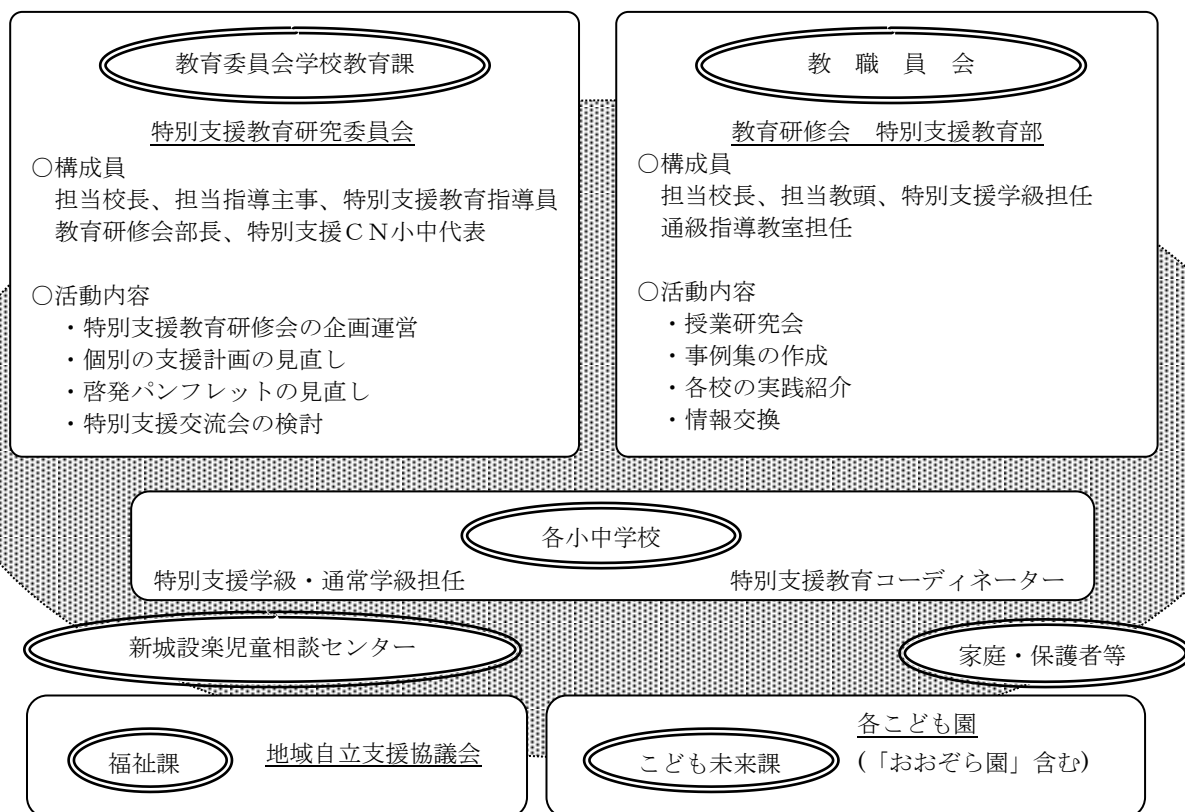 教育委員会学校教育課
特別支援教育研究委員会
○構成員
担当校長、担当指導主事、特別支援教育指導員
教育研修会部長、特別支援ＣＮ小中代表
○活動内容
・特別支援教育研修会の企画運営
・個別の支援計画の見直し
・啓発パンフレットの見直し
・特別支援交流会の検討
教　職　員　会
教育研修会　特別支援教育部
○構成員
担当校長、担当教頭、特別支援学級担任
通級指導教室担任
○活動内容
・授業研究会
・事例集の作成
・各校の実践紹介
・情報交換
各小中学校
特別支援学級・通常学級担任
特別支援教育コーディネーター
新城設楽児童相談センター
家庭・保護者等
福祉課
地域自立支援協議会
こども未来課
各こども園
(「おおぞら園」含む)